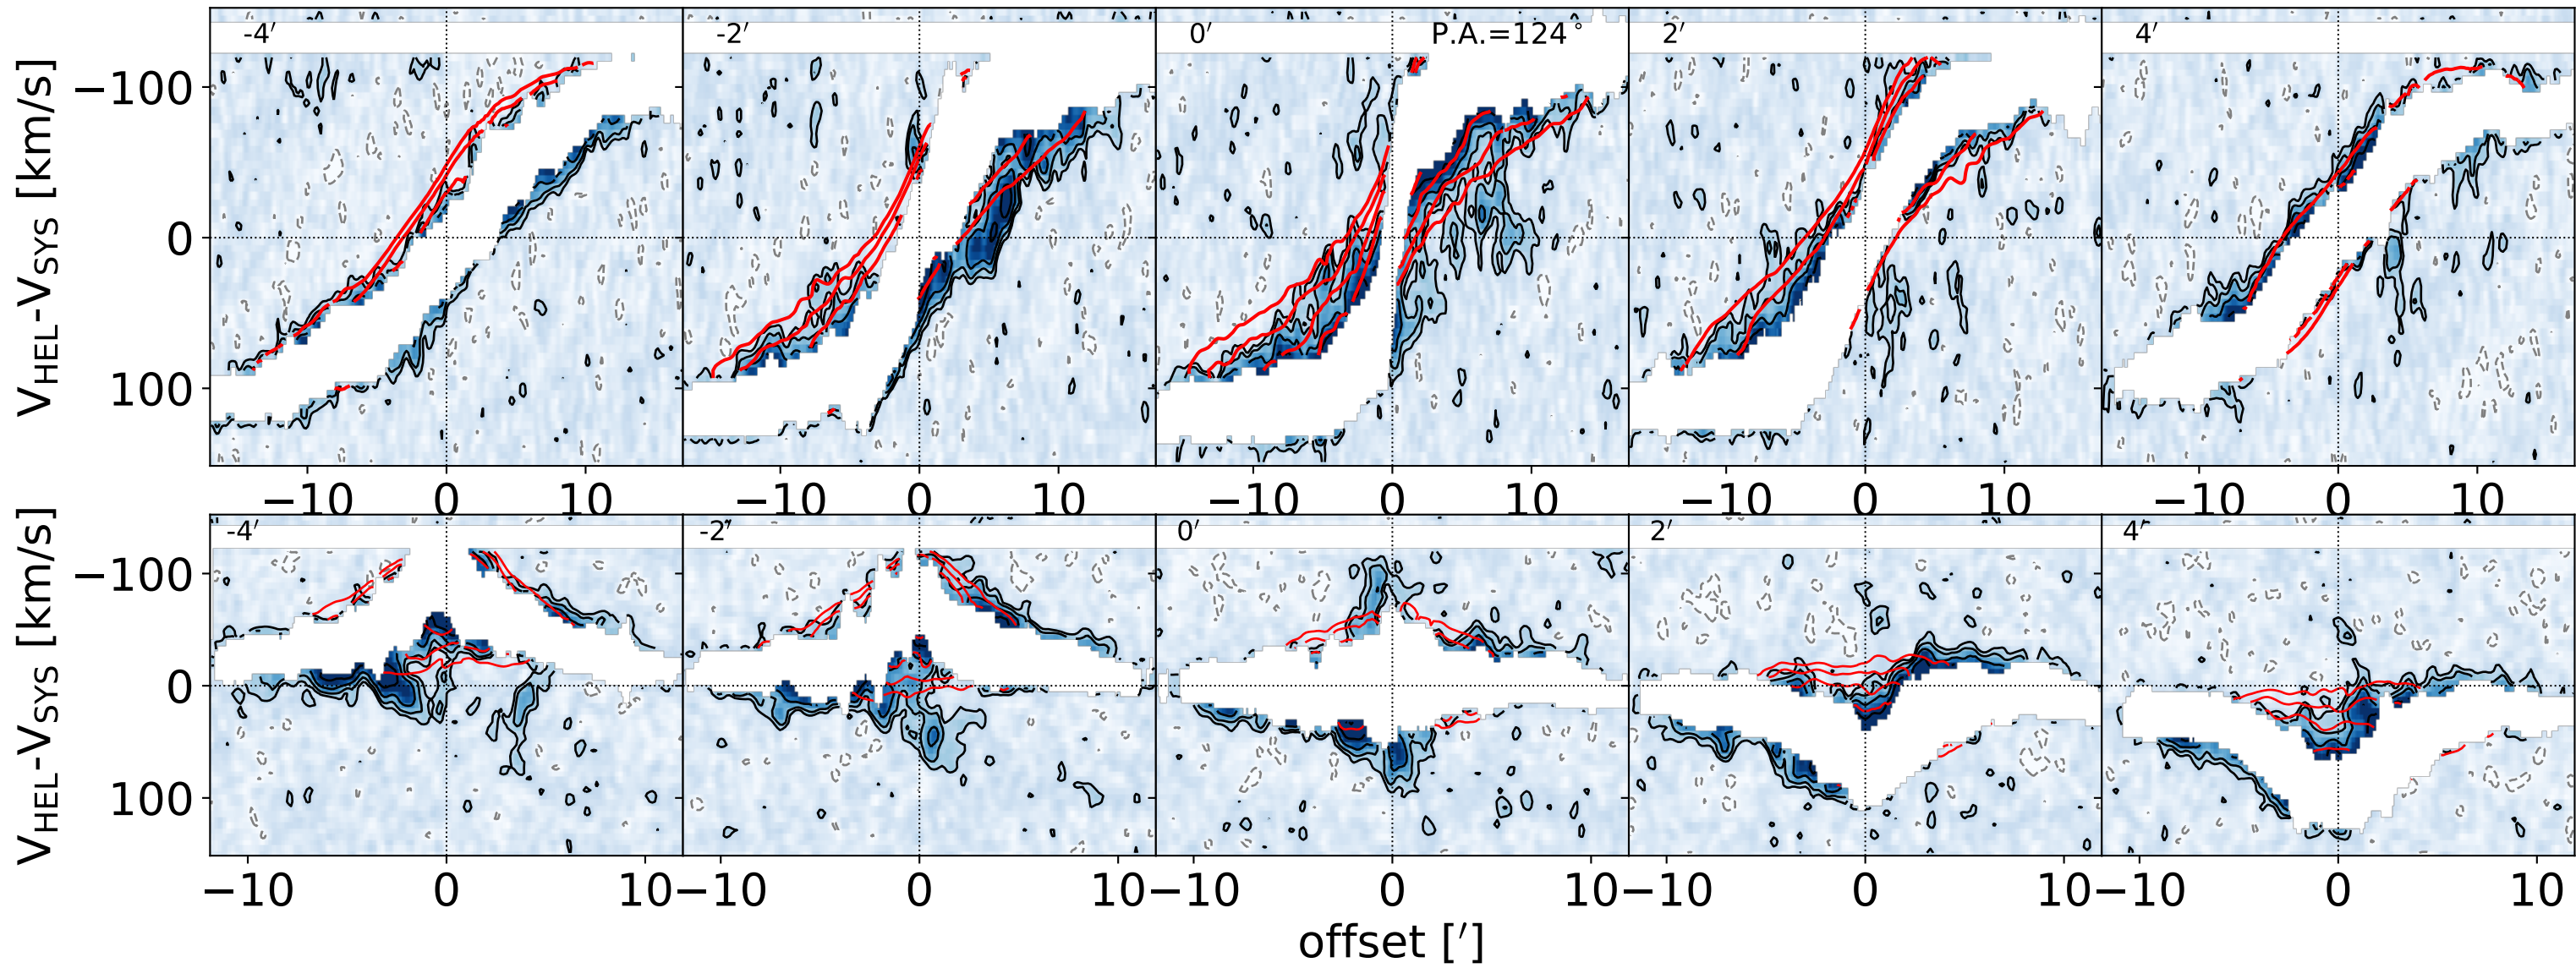 -4′ -2′ 0′ P.A.=124° 2′ 4′
V_HEL-V_SYS [km/s]
−100
0
100
−10 0 10 −10 0 10 −10 0 10 −10 0 10 −10 0 10
-4′ -2′ 0′ 2′ 4′
V_HEL-V_SYS [km/s]
−100
0
100
−10 0 10 −10 0 10 −10 0 10 −10 0 10 −10 0 10
offset [′]